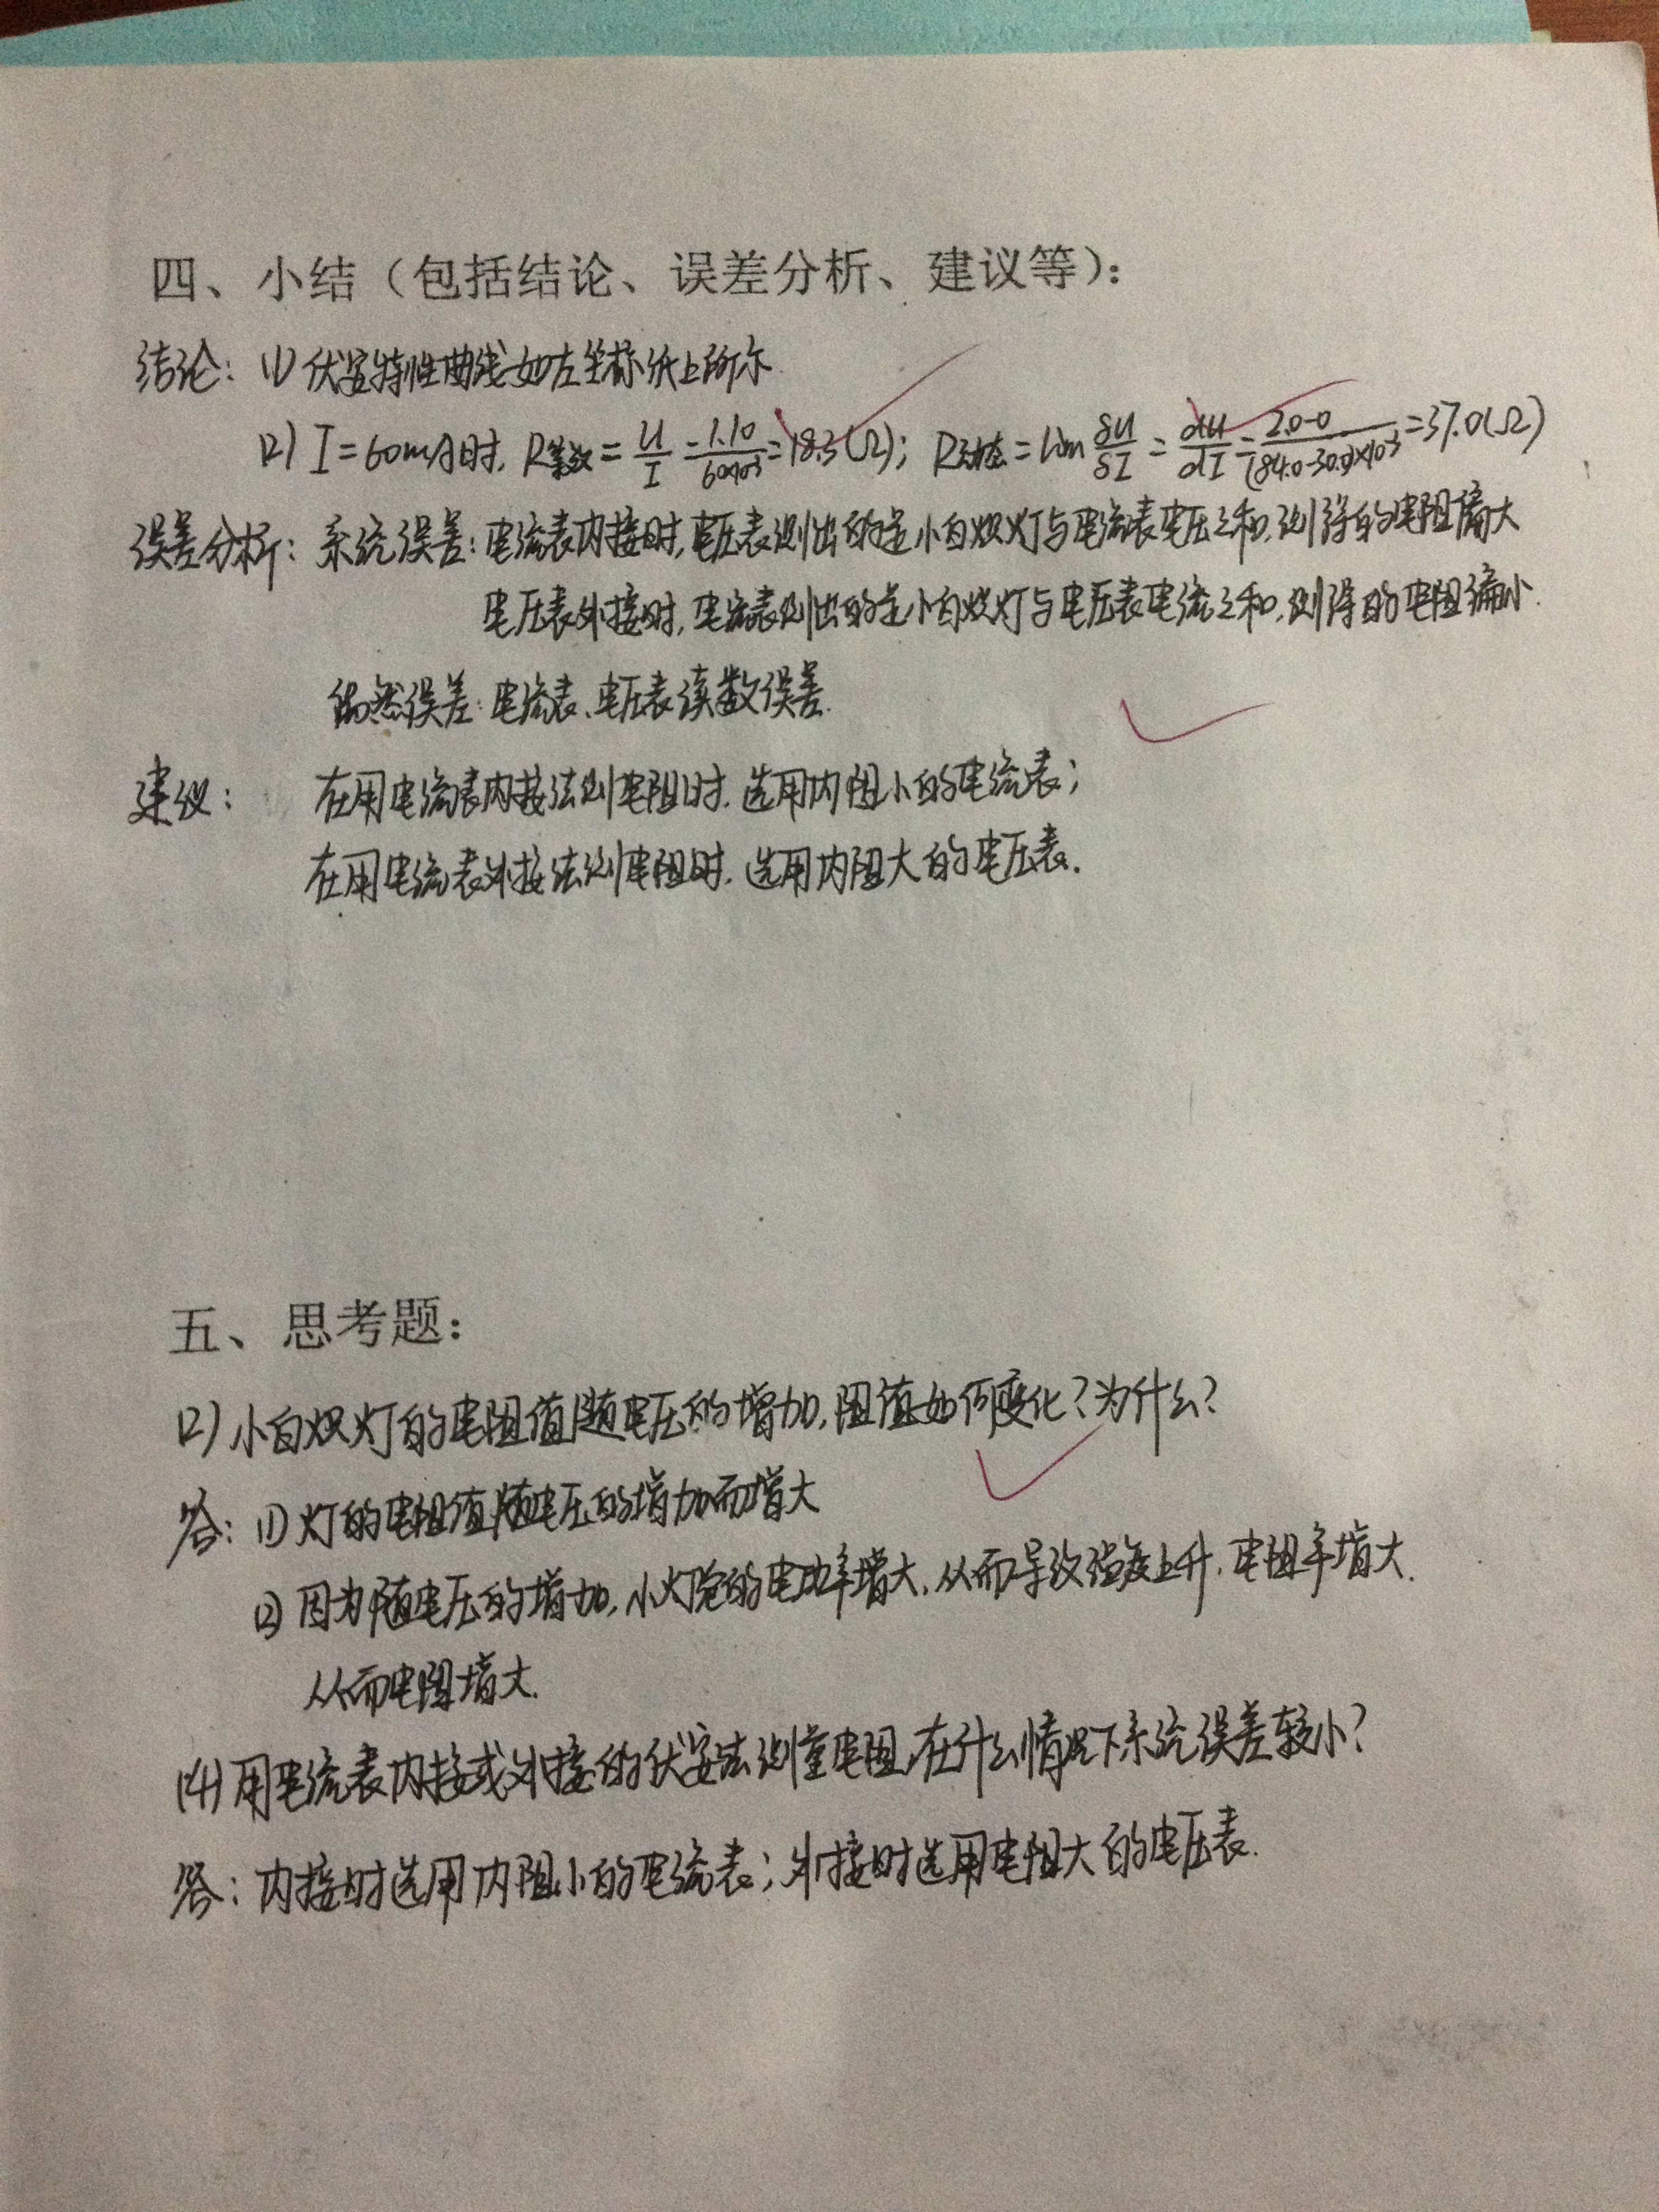 四、小结（包括结论、误差分析、建议等）：
结论：(1) 伏安特性曲线如左坐标纸上所示
(2) I=60mA时，R等效=U/I=1.10/60×10⁻³=18.3(Ω)；R动态=lim δU/δI=dU/dI=2.0-0/(84.0-30.0)×10⁻³=37.0(Ω)
误差分析：系统误差：电流表内接时，电压表测出的是小白炽灯与电流表电压之和，测得的电阻偏大
电压表外接时，电流表测出的是小白炽灯与电压表电流之和，测得的电阻偏小.
偶然误差：电流表、电压表读数误差.
建议：在用电流表内接法测电阻时，选用内阻小的电流表；
在用电流表外接法测电阻时，选用内阻大的电压表.
五、思考题：
(2) 小白炽灯的电阻值随电压的增加，阻值如何变化？为什么？
答：(1) 灯的电阻值随电压的增加而增大
(2) 因为随电压的增加，小灯泡的电功率增大，从而导致温度上升，电阻率增大.
从而电阻增大.
(4) 用电流表内接或外接的伏安法测量电阻，在什么情况下系统误差较小？
答：内接时选用内阻小的电流表；外接时选用电阻大的电压表.